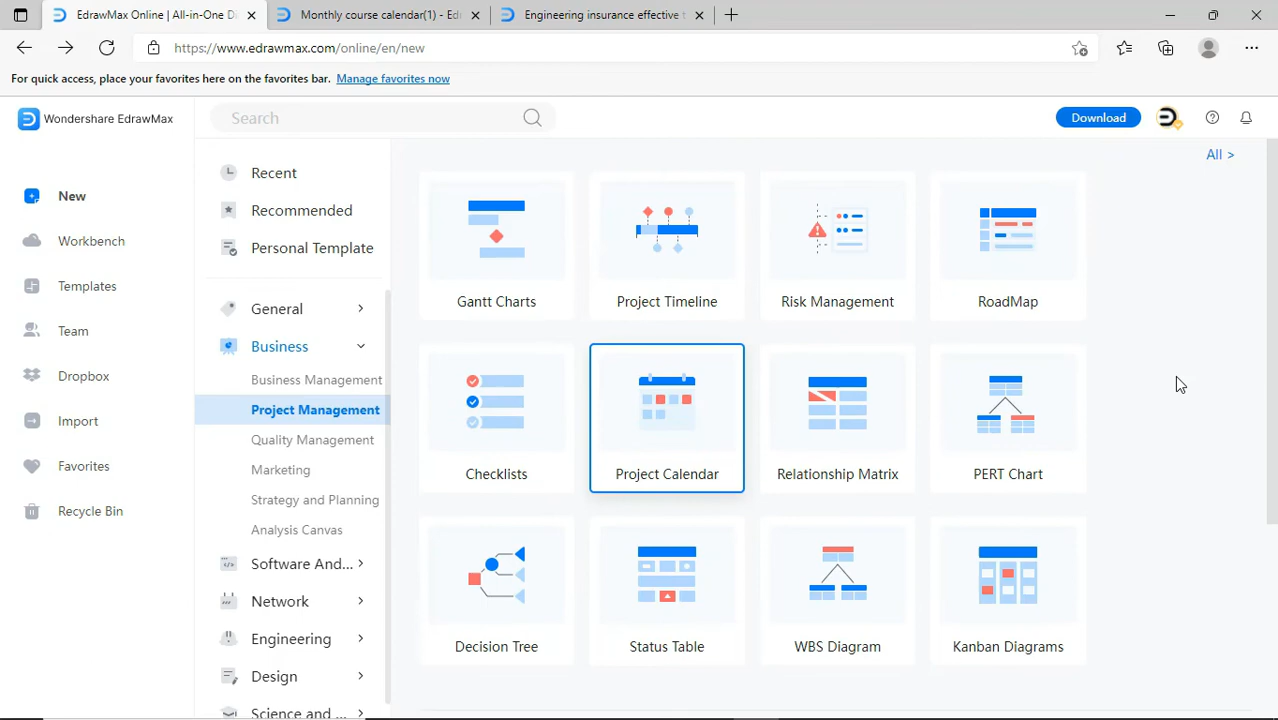 EdrawMax Online | All-in-One Di
Monthly course calendar(1) - Edr
Engineering insurance effective t
https://www.edrawmax.com/online/en/new
For quick access, place your favorites here on the favorites bar. Manage favorites now
Wondershare EdrawMax
Search
Download
All >
New
Workbench
Templates
Team
Dropbox
Import
Favorites
Recycle Bin
Recent
Recommended
Personal Template
General
Business
Business Management
Project Management
Quality Management
Marketing
Strategy and Planning
Analysis Canvas
Software And...
Network
Engineering
Design
Science and ...
Gantt Charts
Project Timeline
Risk Management
RoadMap
Checklists
Project Calendar
Relationship Matrix
PERT Chart
Decision Tree
Status Table
WBS Diagram
Kanban Diagrams